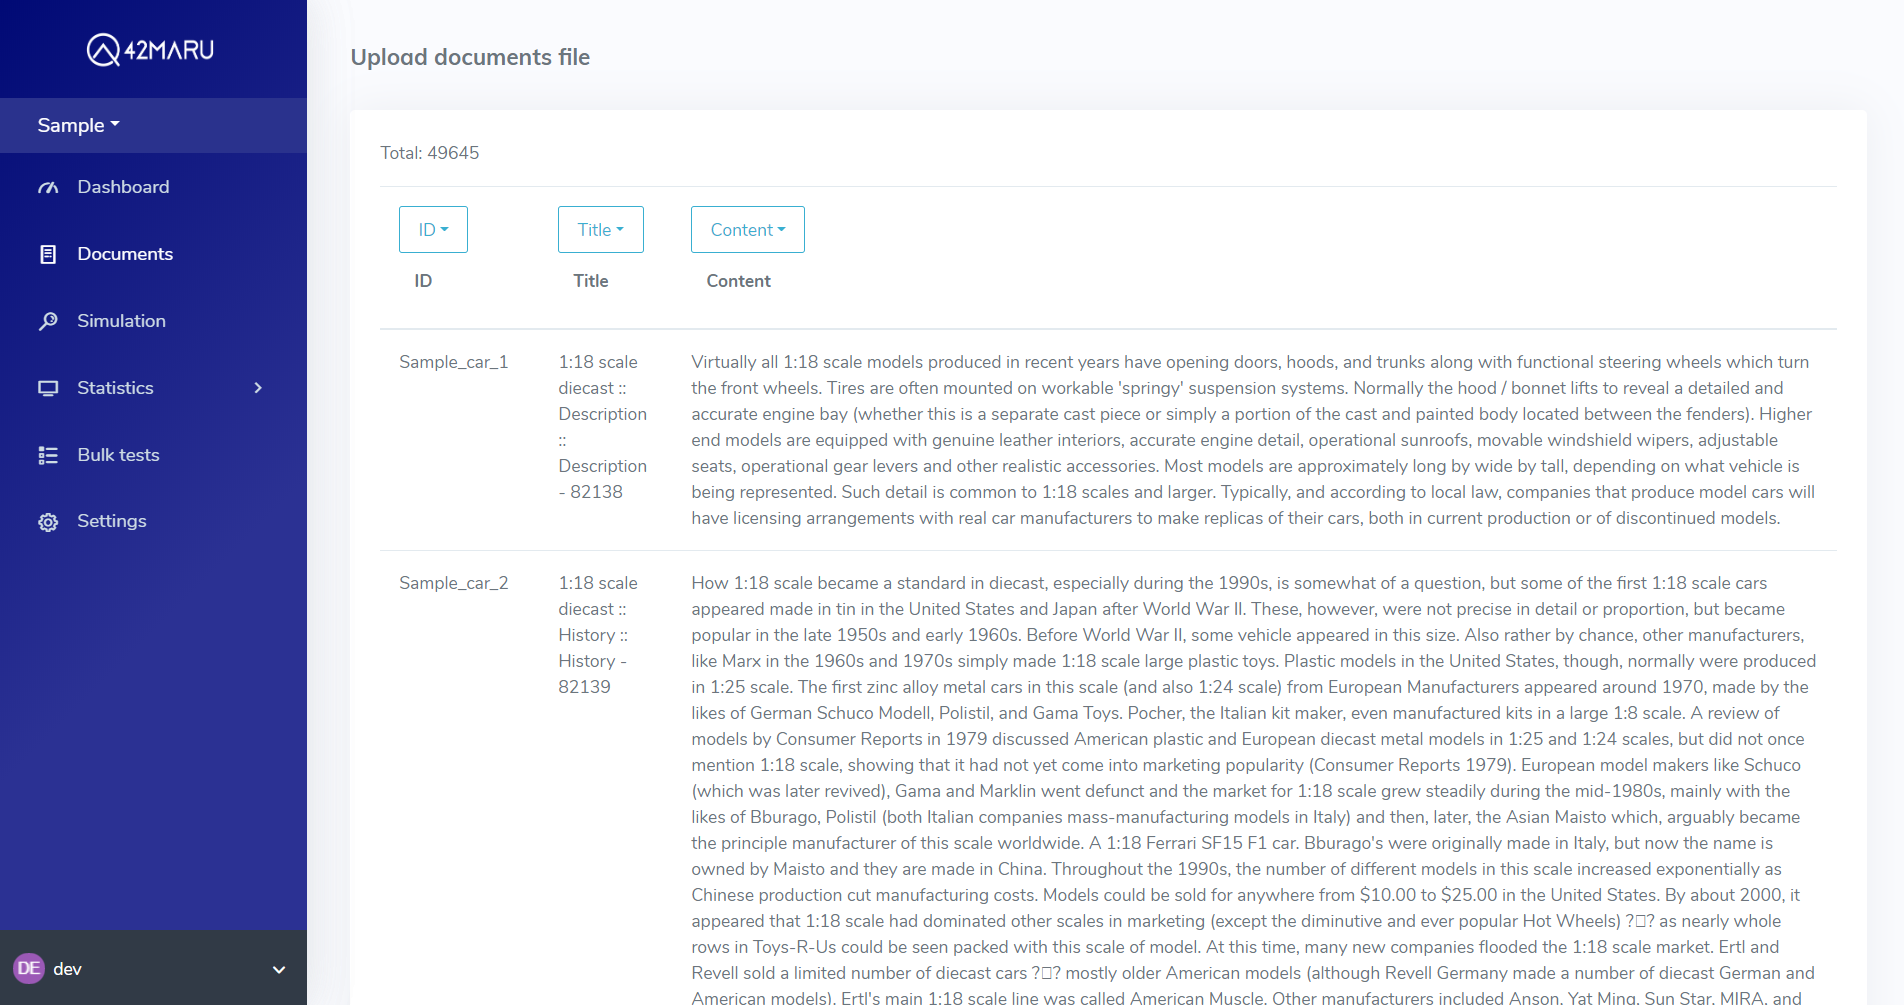 42MARU
Sample
Dashboard
Documents
Simulation
Statistics
Bulk tests
Settings
DE dev
Upload documents file
Total: 49645
ID Title Content
ID Title Content
Sample_car_1
1:18 scale
diecast ::
Description
::
Description
- 82138
Virtually all 1:18 scale models produced in recent years have opening doors, hoods, and trunks along with functional steering wheels which turn
the front wheels. Tires are often mounted on workable 'springy' suspension systems. Normally the hood / bonnet lifts to reveal a detailed and
accurate engine bay (whether this is a separate cast piece or simply a portion of the cast and painted body located between the fenders). Higher
end models are equipped with genuine leather interiors, accurate engine detail, operational sunroofs, movable windshield wipers, adjustable
seats, operational gear levers and other realistic accessories. Most models are approximately long by wide by tall, depending on what vehicle is
being represented. Such detail is common to 1:18 scales and larger. Typically, and according to local law, companies that produce model cars will
have licensing arrangements with real car manufacturers to make replicas of their cars, both in current production or of discontinued models.
Sample_car_2
1:18 scale
diecast ::
History ::
History -
82139
How 1:18 scale became a standard in diecast, especially during the 1990s, is somewhat of a question, but some of the first 1:18 scale cars
appeared made in tin in the United States and Japan after World War II. These, however, were not precise in detail or proportion, but became
popular in the late 1950s and early 1960s. Before World War II, some vehicle appeared in this size. Also rather by chance, other manufacturers,
like Marx in the 1960s and 1970s simply made 1:18 scale large plastic toys. Plastic models in the United States, though, normally were produced
in 1:25 scale. The first zinc alloy metal cars in this scale (and also 1:24 scale) from European Manufacturers appeared around 1970, made by the
likes of German Schuco Modell, Polistil, and Gama Toys. Pocher, the Italian kit maker, even manufactured kits in a large 1:8 scale. A review of
models by Consumer Reports in 1979 discussed American plastic and European diecast metal models in 1:25 and 1:24 scales, but did not once
mention 1:18 scale, showing that it had not yet come into marketing popularity (Consumer Reports 1979). European model makers like Schuco
(which was later revived), Gama and Marklin went defunct and the market for 1:18 scale grew steadily during the mid-1980s, mainly with the
likes of Bburago, Polistil (both Italian companies mass-manufacturing models in Italy) and then, later, the Asian Maisto which, arguably became
the principle manufacturer of this scale worldwide. A 1:18 Ferrari SF15 F1 car. Bburago's were originally made in Italy, but now the name is
owned by Maisto and they are made in China. Throughout the 1990s, the number of different models in this scale increased exponentially as
Chinese production cut manufacturing costs. Models could be sold for anywhere from $10.00 to $25.00 in the United States. By about 2000, it
appeared that 1:18 scale had dominated other scales in marketing (except the diminutive and ever popular Hot Wheels) ?□? as nearly whole
rows in Toys-R-Us could be seen packed with this scale of model. At this time, many new companies flooded the 1:18 scale market. Ertl and
Revell sold a limited number of diecast cars ?□? mostly older American models (although Revell Germany made a number of diecast German and
American models). Ertl's main 1:18 scale line was called American Muscle. Other manufacturers included Anson, Yat Ming, Sun Star, MIRA, and